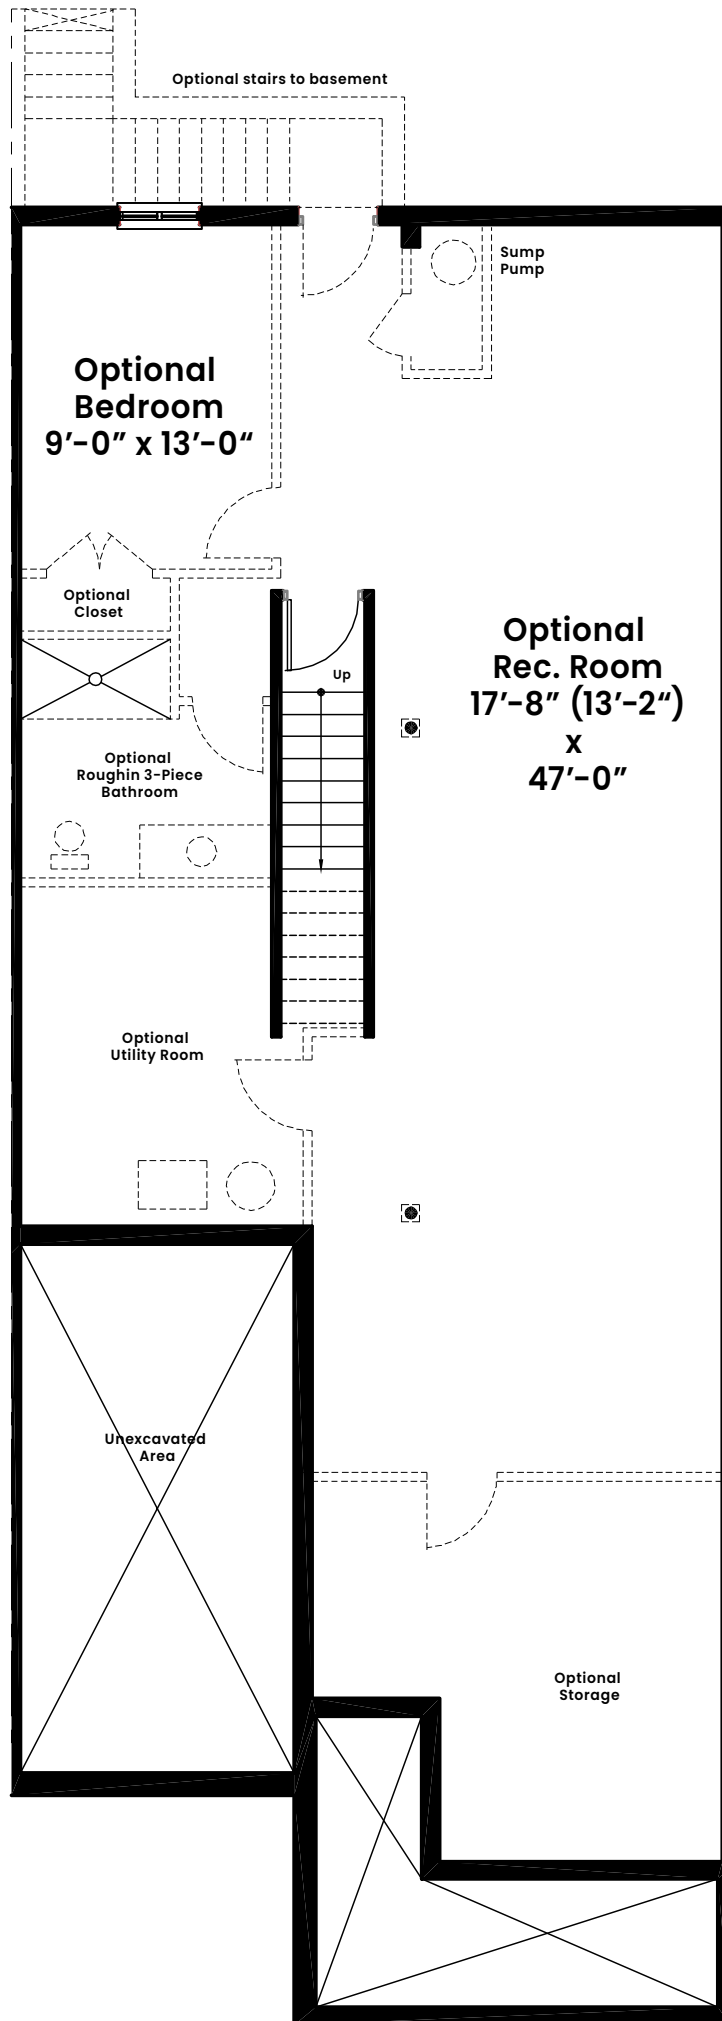 Optional stairs to basement
Sump
Pump
Optional
Bedroom
9’-0” x 13’-0“
Optional
Closet
Optional
Rec. Room
17’-8” (13’-2“)
x
47’-0”
Up
Optional
Roughin 3-Piece
Bathroom
Optional
Utility Room
Unexcavated
Area
Optional
Storage